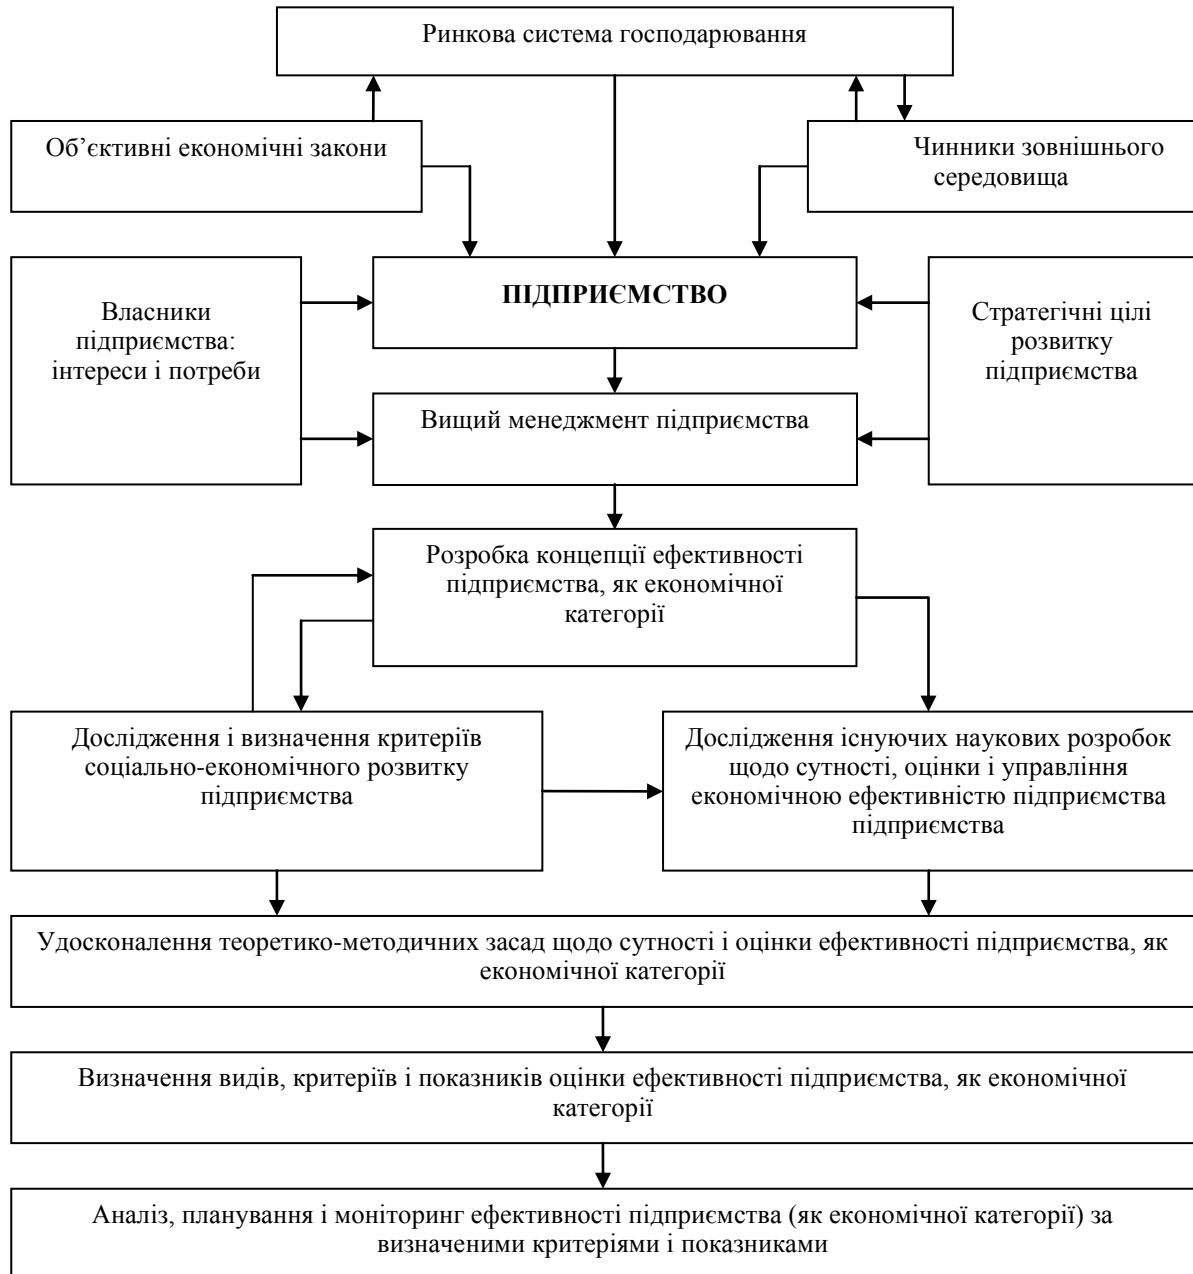 Ринкова система господарювання
Об’єктивні економічні закони
Чинники зовнішнього
середовища
Власники
підприємства:
інтереси і потреби
ПІДПРИЄМСТВО
Стратегічні цілі
розвитку
підприємства
Вищий менеджмент підприємства
Розробка концепції ефективності
підприємства, як економічної
категорії
Дослідження і визначення критеріїв
соціально-економічного розвитку
підприємства
Дослідження існуючих наукових розробок
щодо сутності, оцінки і управління
економічною ефективністю підприємства
підприємства
Удосконалення теоретико-методичних засад щодо сутності і оцінки ефективності підприємства, як
економічної категорії
Визначення видів, критеріїв і показників оцінки ефективності підприємства, як економічної
категорії
Аналіз, планування і моніторинг ефективності підприємства (як економічної категорії) за
визначеними критеріями і показниками